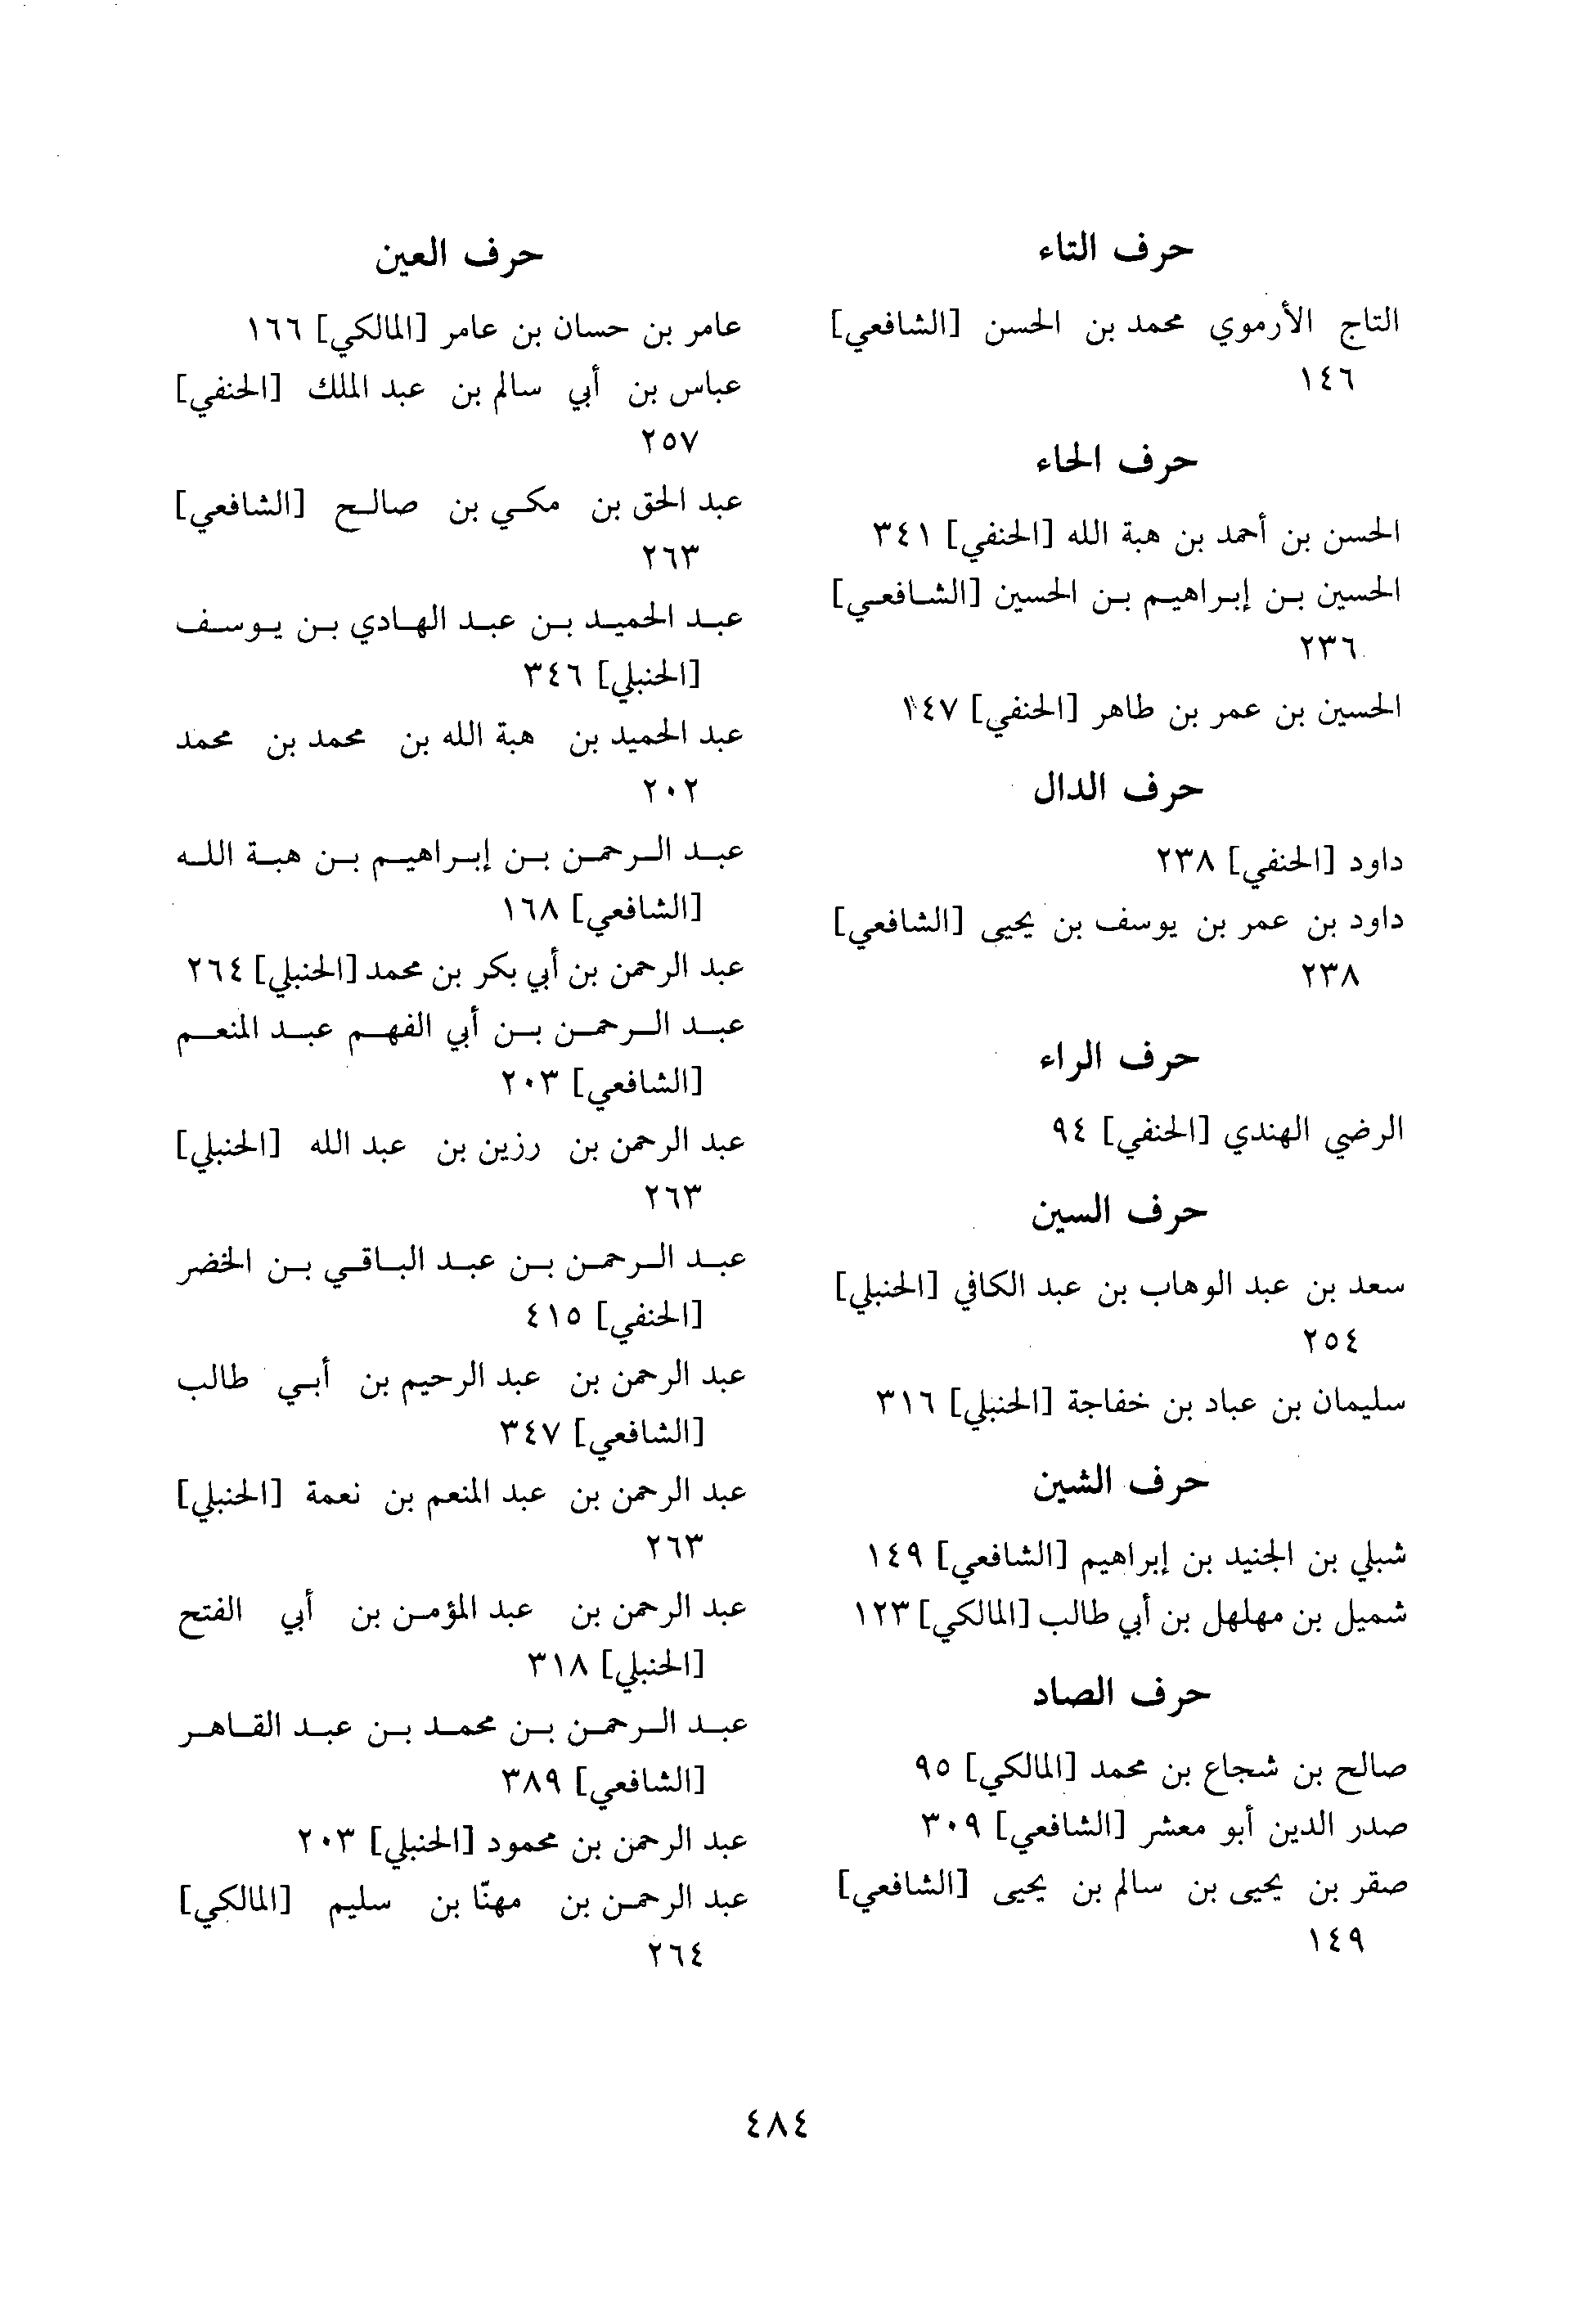 حرف التاء
التاج الأرموي محمد بن الحسن [الشافعي]
١٤٦
حرف الحاء
الحسن بن أحمد بن هبة الله [الحنفي] ٣٤١
الحسين بن إبراهيم بن الحسين [الشافعي]
٢٣٦
الحسين بن عمر بن طاهر [الحنفي] ١٤٧
حرف الدال
داود [الحنفي] ٢٣٨
داود بن عمر بن يوسف بن يحيى [الشافعي]
٢٣٨
حرف الراء
الرضي الهندي [الحنفي] ٩٤
حرف السين
سعد بن عبد الوهاب بن عبد الكافي [الحنبلي]
٢٥٤
سليمان بن عباد بن خفاجة [الحنبلي] ٣١٦
حرف الشين
شبلي بن الجنيد بن إبراهيم [الشافعي] ١٤٩
شميل بن مهلهل بن أبي طالب [المالكي] ١٢٣
حرف الصاد
صالح بن شجاع بن محمد [المالكي] ٩٥
صدر الدين أبو معشر [الشافعي] ٣٠٩
صقر بن يحيى بن سالم بن يحيى [الشافعي]
١٤٩
حرف العين
عامر بن حسان بن عامر [المالكي] ١٦٦
عباس بن أبي سالم بن عبد الملك [الحنفي]
٢٥٧
عبد الحق بن مكي بن صالح [الشافعي]
٢٦٣
عبد الحميد بن عبد الهادي بن يوسف
[الحنبلي] ٣٤٦
عبد الحميد بن هبة الله بن محمد بن محمد
٢٠٢
عبد الرحمن بن إبراهيم بن هبة الله
[الشافعي] ١٦٨
عبد الرحمن بن أبي بكر بن محمد [الحنبلي] ٢٦٤
عبد الرحمن بن أبي الفهم عبد المنعم
[الشافعي] ٢٠٣
عبد الرحمن بن رزين بن عبد الله [الحنبلي]
٢٦٣
عبد الرحمن بن عبد الباقي بن الخضر
[الحنفي] ٤١٥
عبد الرحمن بن عبد الرحيم بن أبي طالب
[الشافعي] ٣٤٧
عبد الرحمن بن عبد المنعم بن نعمة [الحنبلي]
٢٦٣
عبد الرحمن بن عبد المؤمن بن أبي الفتح
[الحنبلي] ٣١٨
عبد الرحمن بن محمد بن عبد القاهر
[الشافعي] ٣٨٩
عبد الرحمن بن محمود [الحنبلي] ٢٠٣
عبد الرحمن بن مهنّا بن سليم [المالكي]
٢٦٤
٤٨٤